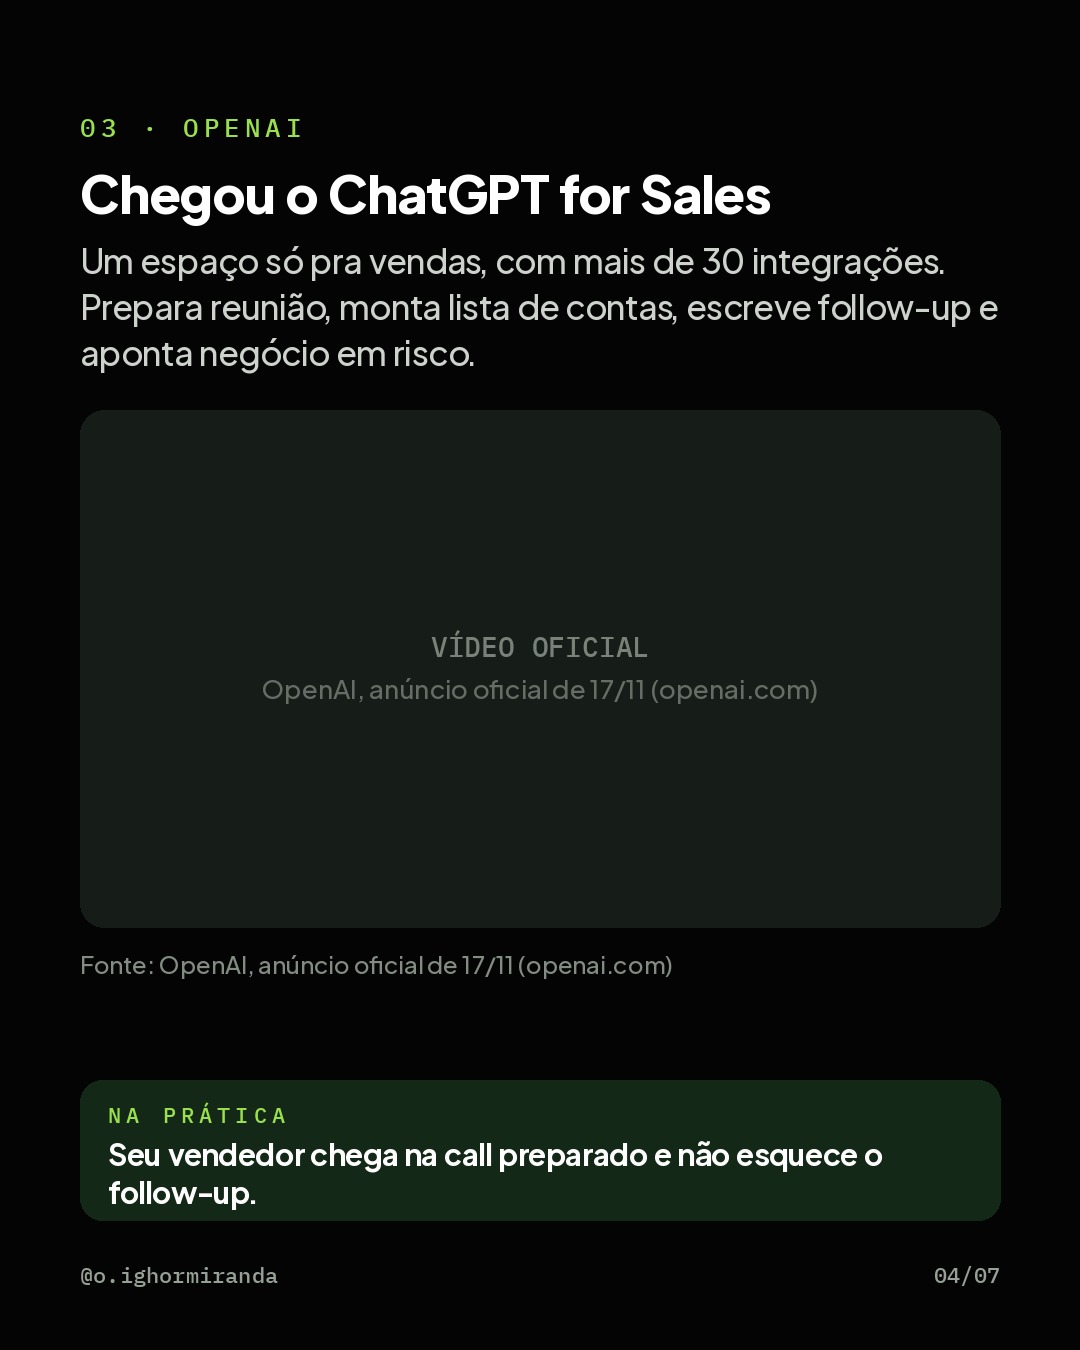 03 · OPENAI
Chegou o ChatGPT for Sales
Um espaço só pra vendas, com mais de 30 integrações.
Prepara reunião, monta lista de contas, escreve follow-up e
aponta negócio em risco.
VÍDEO OFICIAL
OpenAI, anúncio oficial de 17/11 (openai.com)
Fonte: OpenAI, anúncio oficial de 17/11 (openai.com)
NA PRÁTICA
Seu vendedor chega na call preparado e não esquece o
follow-up.
@o.ighormiranda
04/07